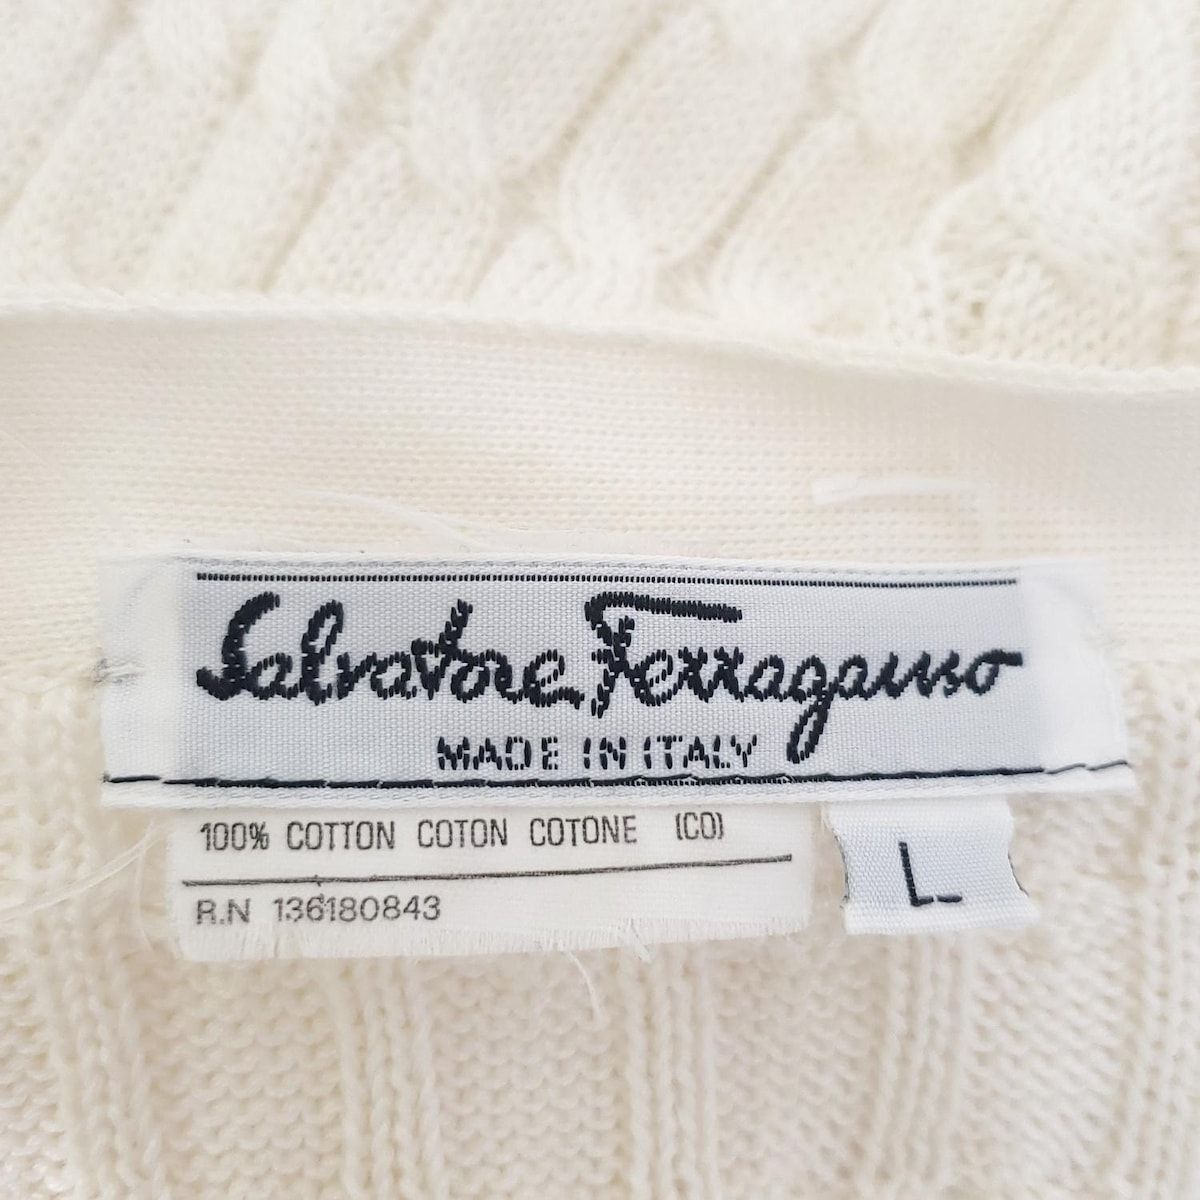 Salvatore Ferragamo
MADE IN ITALY
100% COTTON COTON COTONE (CO)
R.N 136180843
L